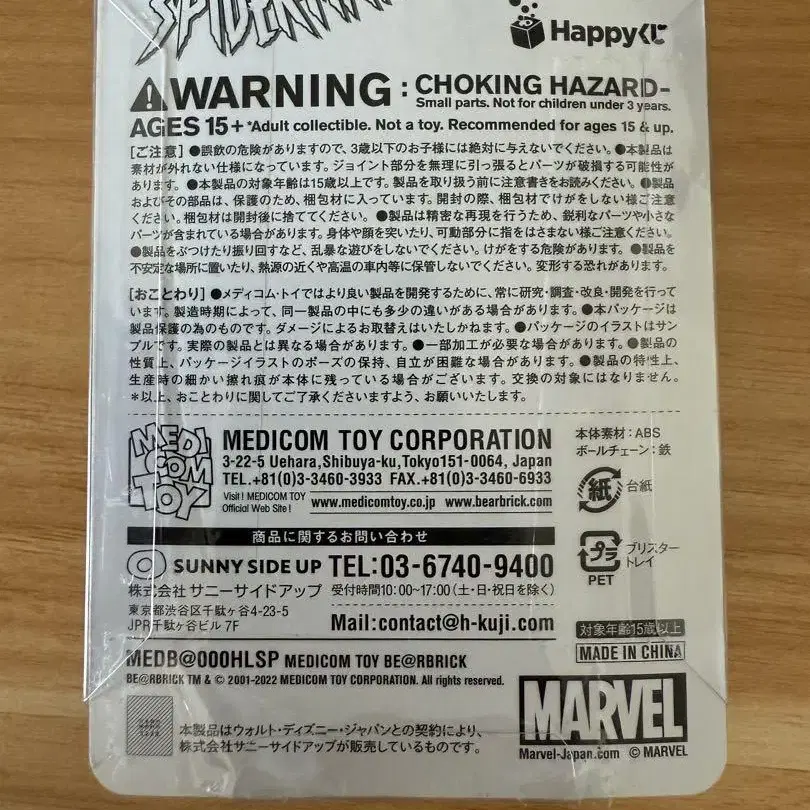 SPIDER-MAN
Happyくじ
WARNING : CHOKING HAZARD-
Small parts. Not for children under 3 years.
AGES 15+ *Adult collectible. Not a toy. Recommended for ages 15 & up.
[ご注意] ●誤飲の危険がありますので、3歳以下のお子様には絶対に与えないでください。●本製品は
素材が外れない仕様になっています。ジョイント部分を無理に引っ張るとパーツが破損する可能性が
あります。●本製品の対象年齢は15歳以上です。製品を取り扱う前に注意書きをお読みください。●製品
およびその部品は、保護のため、梱包材に入っています。開封の際、梱包材でけがをしない様ご注意
ください。梱包材は開封後に捨ててください。●製品は精密な再現を行うため、鋭利なパーツや小さな
パーツが含まれている場合があります。身体や顔を突いたり、可動部分に指をはさまない様ご注意ください。
●製品をぶつけたり振り回すなど、乱暴な遊びをしないでください。けがをする危険があります。●製品を
不安定な場所に置いたり、熱源の近くや高温の車内等に保管しないでください。変形する恐れがあります。
[おことわり] ●メディコム・トイではより良い製品を開発するために、常に研究・調査・改良・開発を行って
います。製造時期によって、同一製品の中にも多少の違いがある場合があります。●本パッケージは
製品保護の為のものです。ダメージによるお取替えはいたしかねます。●パッケージのイラストはサン
プルです。実際の製品とは異なる場合があります。●一部加工が必要な場合があります。●製品の
性質上、パッケージイラストのポーズの保持、自立が困難な場合があります。●製品の特性上、
生産時の細かい擦れ痕が本体に残っている場合がございます。交換の対象にはなりません。
*以上、おことわりに関してご了承くださいますよう、お願いいたします。
MEDI
COM
TOY
MEDICOM TOY CORPORATION
3-22-5 Uehara,Shibuya-ku,Tokyo151-0064, Japan
TEL.+81(0)3-3460-3933 FAX.+81(0)3-3460-6933
Visit! MEDICOM TOY
Official Web Site!
www.medicomtoy.co.jp www.bearbrick.com
本体素材：ABS
ボールチェーン：鉄
紙
台紙
プラ
PET
ブリスター
トレイ
商品に関するお問い合わせ
SUNNY SIDE UP TEL:03-6740-9400
株式会社 サニーサイドアップ 受付時間10:00~17:00（土・日・祝日を除く）
東京都渋谷区千駄ヶ谷4-23-5
JPR千駄ヶ谷ビル 7F
Mail:contact@h-kuji.com
対象年齢15歳以上
MADE IN CHINA
MEDB@000HLSP MEDICOM TOY BE@RBRICK
BE@RBRICK TM & © 2001-2022 MEDICOM TOY CORPORATION. All rights reserved.
本製品はウォルト・ディズニー・ジャパンとの契約により、
株式会社サニーサイドアップが販売しているものです。
MARVEL
Marvel-Japan.com © MARVEL